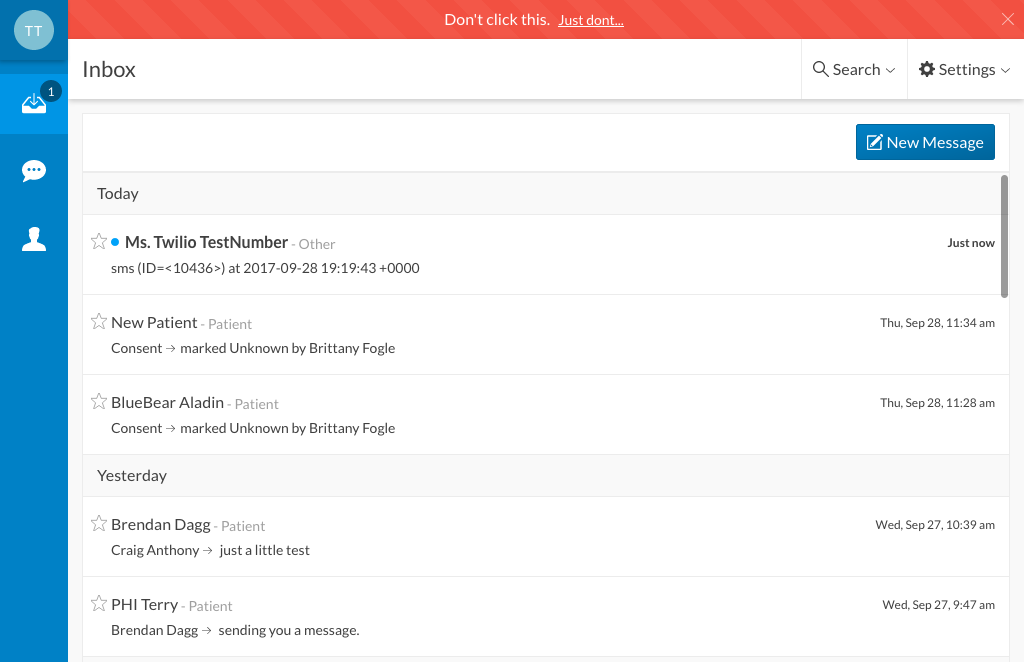 TT
Don't click this. Just dont...
1
Inbox
Search
Settings
New Message
Today
Ms. Twilio TestNumber - Other
Just now
sms (ID=<10436>) at 2017-09-28 19:19:43 +0000
New Patient - Patient
Thu, Sep 28, 11:34 am
Consent → marked Unknown by Brittany Fogle
BlueBear Aladin - Patient
Thu, Sep 28, 11:28 am
Consent → marked Unknown by Brittany Fogle
Yesterday
Brendan Dagg - Patient
Wed, Sep 27, 10:39 am
Craig Anthony → just a little test
PHI Terry - Patient
Wed, Sep 27, 9:47 am
Brendan Dagg → sending you a message.